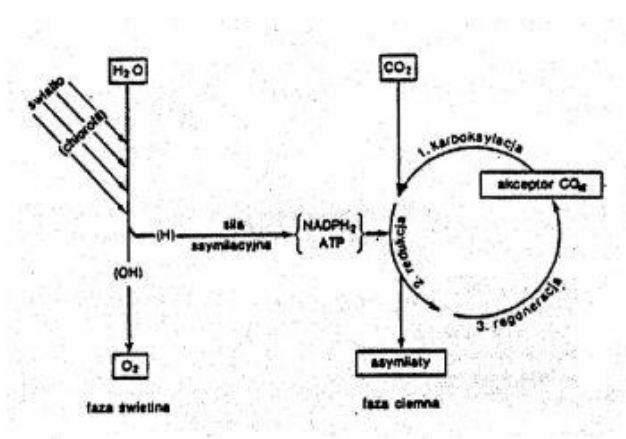 H₂O
CO₂
światło
(chlorofil)
1. karboksylacja
akceptor CO₂
(H)
siła
asymilacyjna
NADPH₂
ATP
2. redukcja
(OH)
3. regeneracja
O₂
asymilaty
faza świetlna
faza ciemna